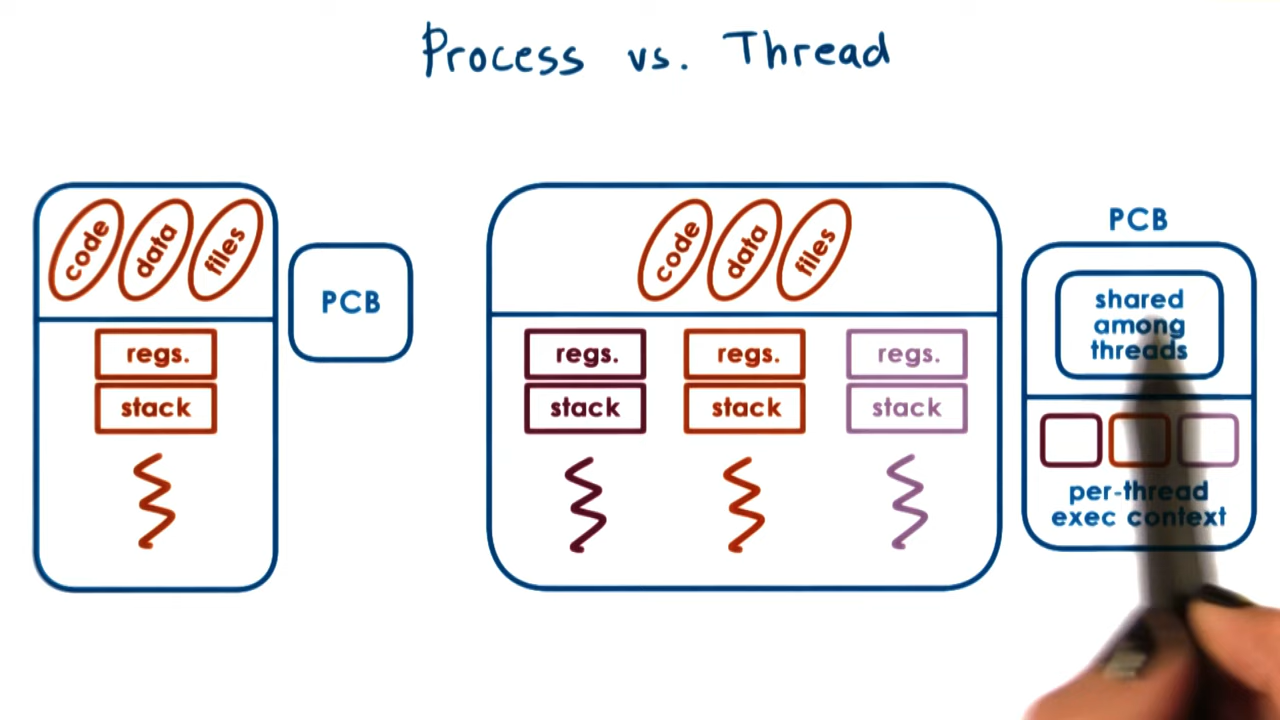 Process vs. Thread
code data files
regs.
stack
PCB
code data files
regs. regs. regs.
stack stack stack
PCB
shared
among
threads
per-thread
exec context